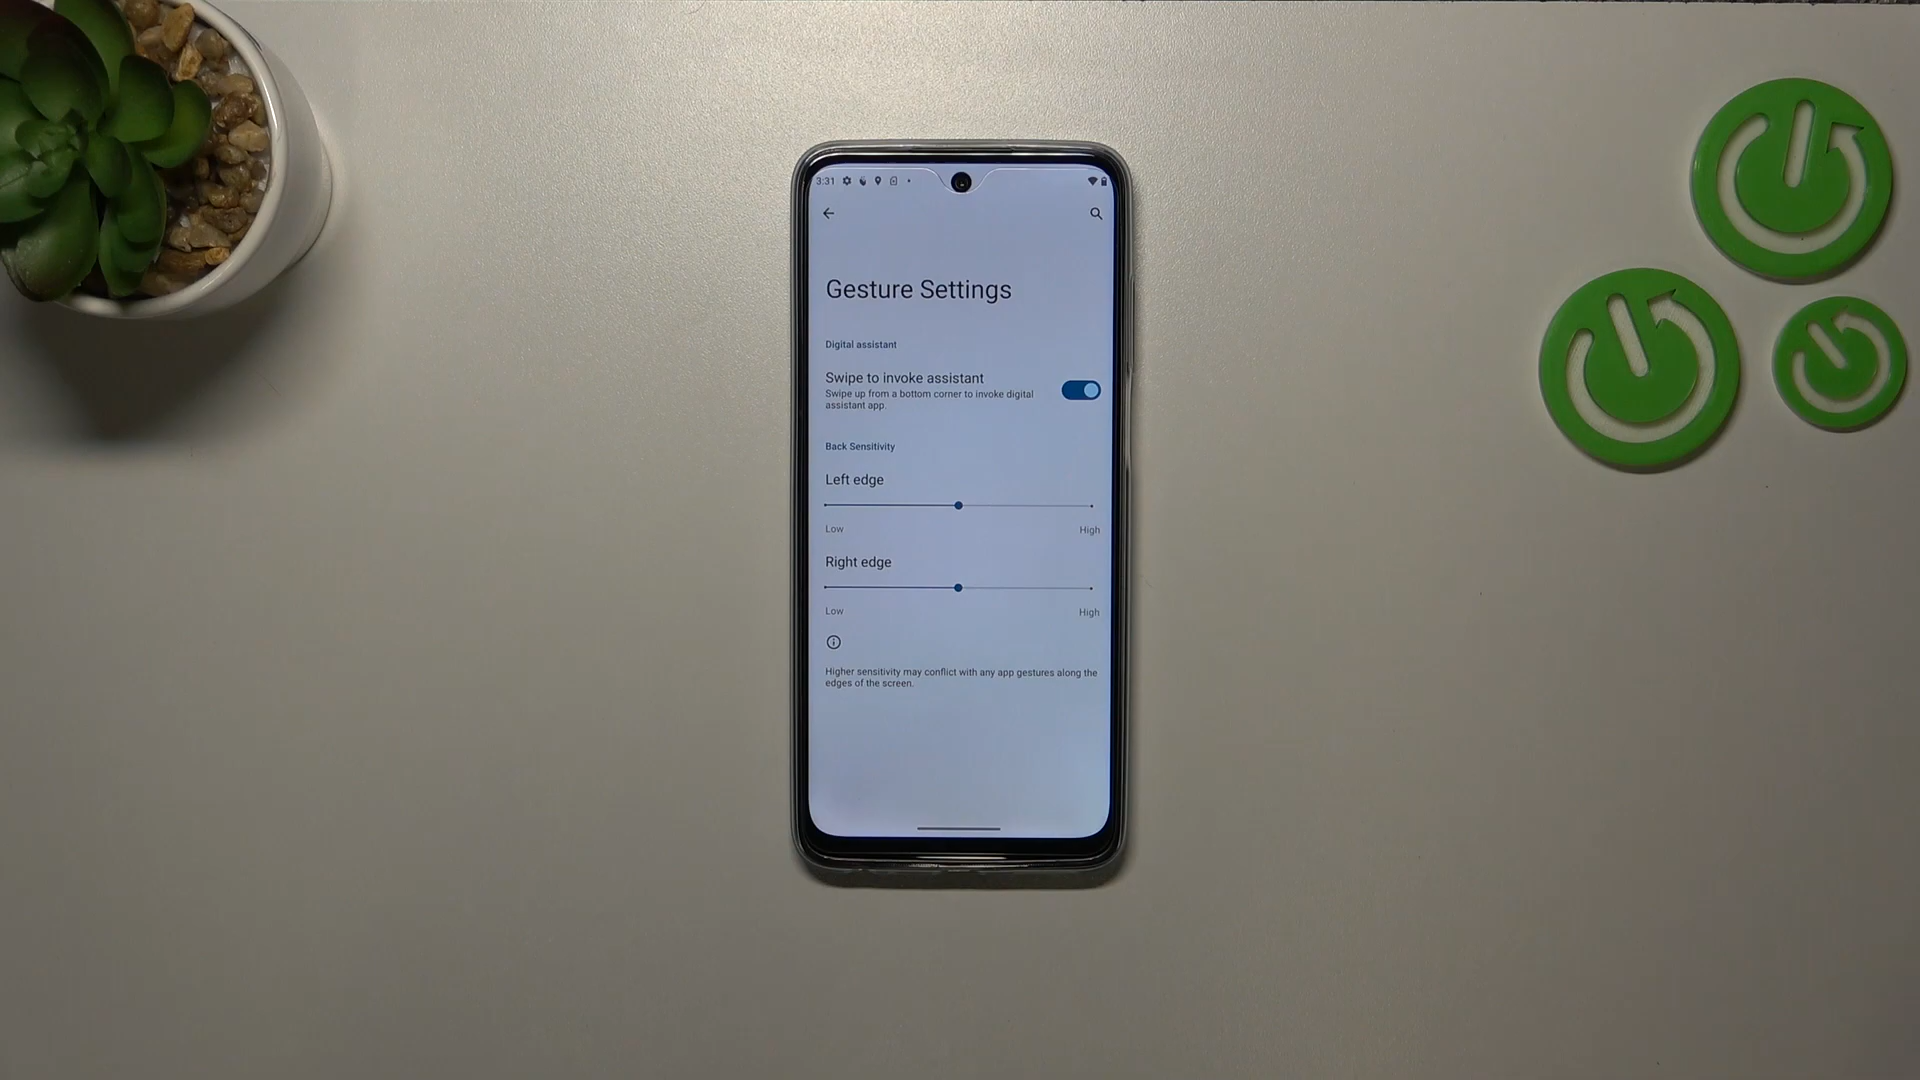 3:31
Gesture Settings
Digital assistant
Swipe to invoke assistant
Swipe up from a bottom corner to invoke digital
assistant app.
Back Sensitivity
Left edge
Low High
Right edge
Low High
Higher sensitivity may conflict with any app gestures along the
edges of the screen.